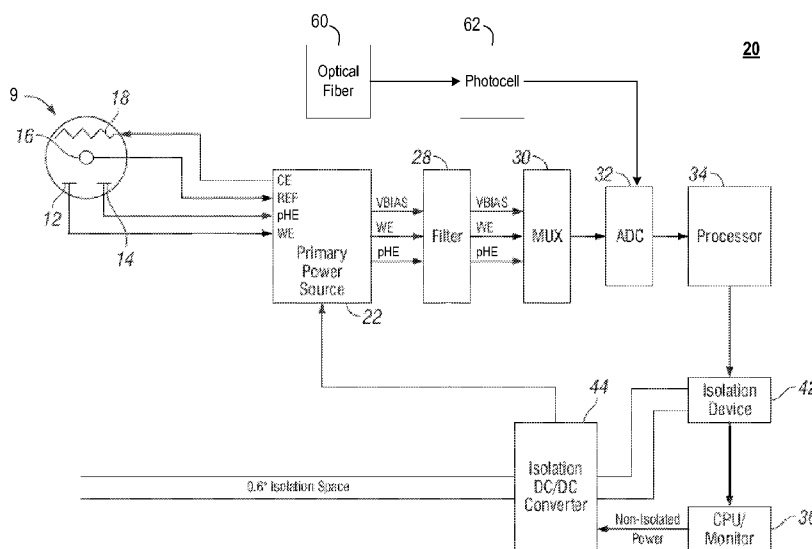 60
62
20
Optical
Fiber
Photocell
9
18
16
28
30
32
34
CE
REF
pHE
WE
VBIAS
WE
pHE
Filter
VBIAS
WE
pHE
MUX
ADC
Processor
12
14
Primary
Power
Source
22
44
Isolation
Device
42
0.6" Isolation Space
Isolation
DC/DC
Converter
Non-Isolated
Power
CPU/
Monitor